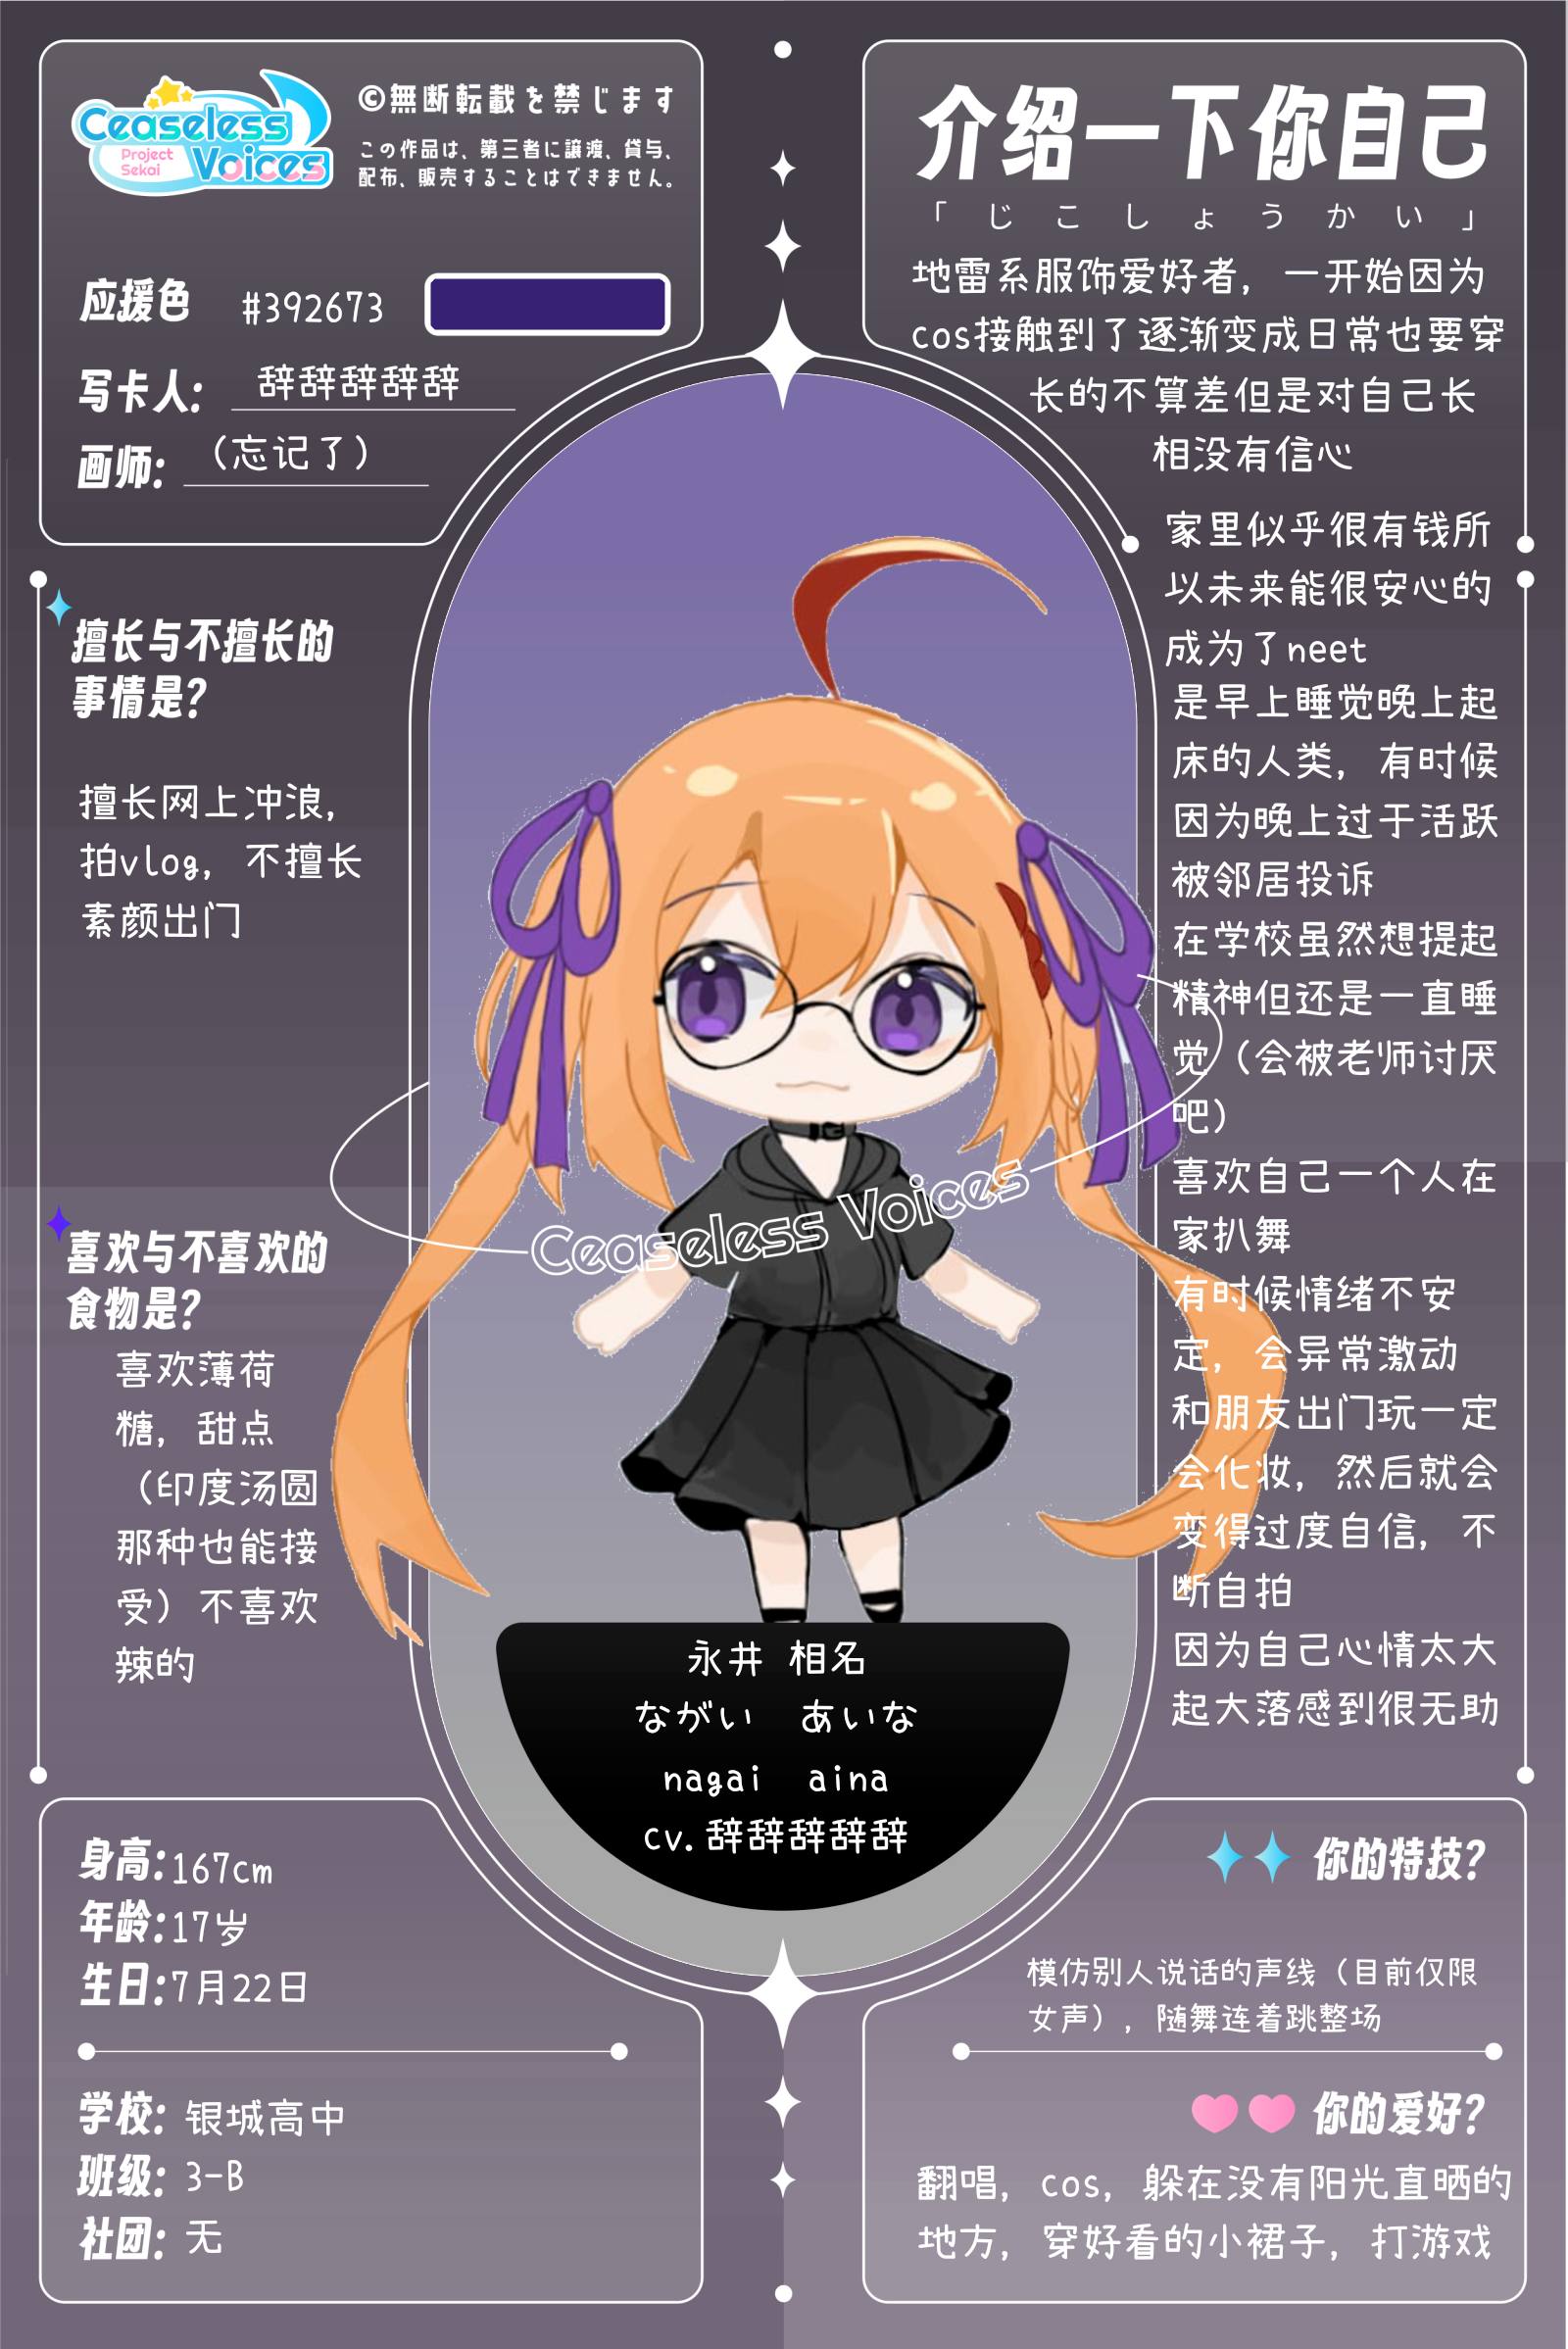 Ceaseless
Voices
Project
Sekai
©無断転載を禁じます
この作品は、第三者に譲渡、貸与、
配布、販売することはできません。
应援色 #392673
写卡人: 辞辞辞辞辞
画师: (忘记了)
介绍一下你自己
「じこしょうかい」
地雷系服饰爱好者，一开始因为
cos接触到了逐渐变成日常也要穿
长的不算差但是对自己长
相没有信心
家里似乎很有钱所
以未来能很安心的
成为了neet
是早上睡觉晚上起
床的人类，有时候
因为晚上过于活跃
被邻居投诉
在学校虽然想提起
精神但还是一直睡
觉（会被老师讨厌
吧）
喜欢自己一个人在
家扒舞
有时候情绪不安
定，会异常激动
和朋友出门玩一定
会化妆，然后就会
变得过度自信，不
断自拍
因为自己心情太大
起大落感到很无助
擅长与不擅长的
事情是?
擅长网上冲浪，
拍vlog，不擅长
素颜出门
喜欢与不喜欢的
食物是?
喜欢薄荷
糖，甜点
（印度汤圆
那种也能接
受）不喜欢
辣的
Ceaseless Voices
永井 相名
ながい あいな
nagai aina
cv.辞辞辞辞辞
身高:167cm
年龄:17岁
生日:7月22日
学校: 银城高中
班级: 3-B
社团: 无
你的特技?
模仿别人说话的声线（目前仅限
女声），随舞连着跳整场
你的爱好?
翻唱，cos，躲在没有阳光直晒的
地方，穿好看的小裙子，打游戏